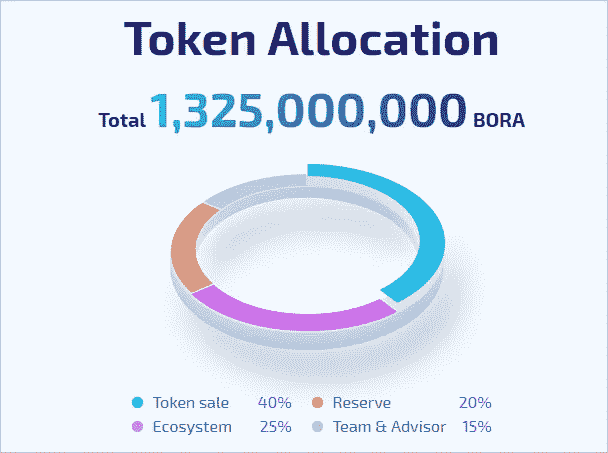 Token Allocation
Total 1,325,000,000 BORA
Token sale 40% Reserve 20%
Ecosystem 25% Team & Advisor 15%